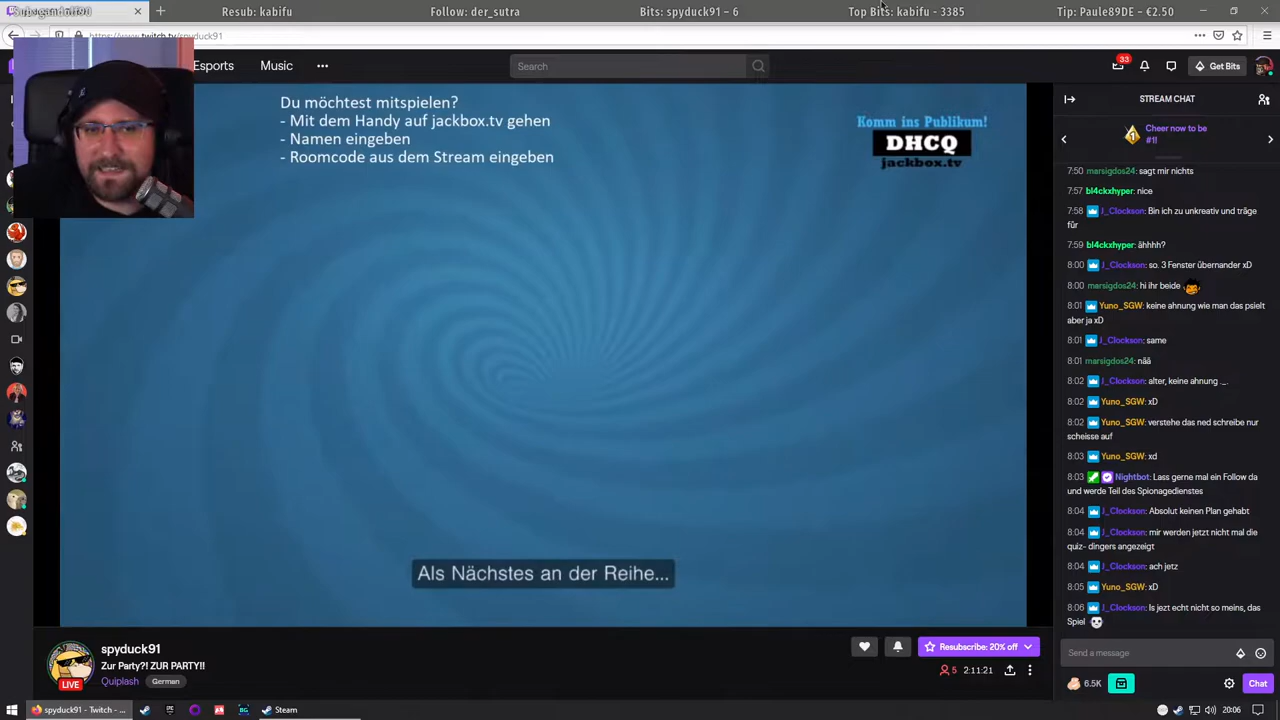 Resub: kabifu
Follow: der_sutra
Bits: spyduck91 - 6
Top Bits: kabifu - 3385
Tip: Paule89DE - €2.50
https://www.twitch.tv/spyduck91
Esports
Music
Search
33
Get Bits
Du möchtest mitspielen?
- Mit dem Handy auf jackbox.tv gehen
- Namen eingeben
- Roomcode aus dem Stream eingeben
Komm ins Publikum!
DHCQ
jackbox.tv
Als Nächstes an der Reihe...
STREAM CHAT
1
Cheer now to be
#1!
7:50 marsigdos24: sagt mir nichts
7:57 bl4ckxhyper: nice
7:58 J_Clockson: Bin ich zu unkreativ und träge
für
7:59 bl4ckxhyper: ähhhh?
8:00 J_Clockson: so. 3 Fenster übernander xD
8:00 marsigdos24: hi ihr beide
8:01 Yuno_SGW: keine ahnung wie man das psielt
aber ja xD
8:01 J_Clockson: same
8:01 marsigdos24: nää
8:02 J_Clockson: alter, keine ahnung ._.
8:02 Yuno_SGW: xD
8:02 Yuno_SGW: verstehe das ned schreibe nur
scheisse auf
8:03 Yuno_SGW: xd
8:03 Nightbot: Lass gerne mal ein Follow da
und werde Teil des Spionagedienstes
8:04 J_Clockson: Absolut keinen Plan gehabt
8:04 J_Clockson: mir werden jetzt nicht mal die
quiz- dingers angezeigt
8:04 J_Clockson: ach jetz
8:05 Yuno_SGW: xD
8:06 J_Clockson: Is jezt echt nicht so meins, das
Spiel
Send a message
6.5K
Chat
spyduck91
Zur Party?! ZUR PARTY!!
Quiplash
German
LIVE
Resubscribe: 20% off
5
2:11:21
spyduck91 - Twitch - ...
Steam
20:06